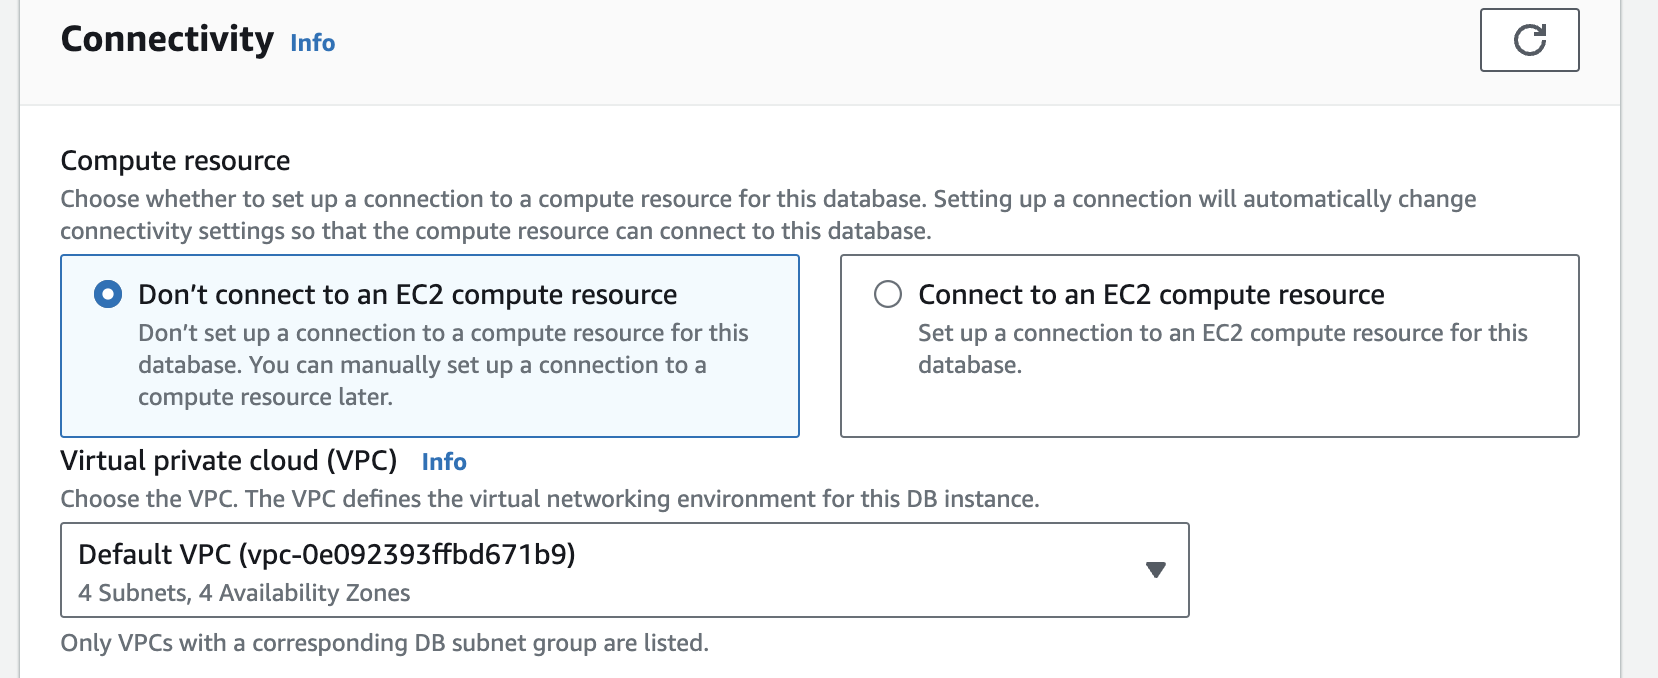 Connectivity Info
Compute resource
Choose whether to set up a connection to a compute resource for this database. Setting up a connection will automatically change
connectivity settings so that the compute resource can connect to this database.
Don't connect to an EC2 compute resource
Don't set up a connection to a compute resource for this
database. You can manually set up a connection to a
compute resource later.
Connect to an EC2 compute resource
Set up a connection to an EC2 compute resource for this
database.
Virtual private cloud (VPC) Info
Choose the VPC. The VPC defines the virtual networking environment for this DB instance.
Default VPC (vpc-0e092393ffbd671b9)
4 Subnets, 4 Availability Zones
Only VPCs with a corresponding DB subnet group are listed.